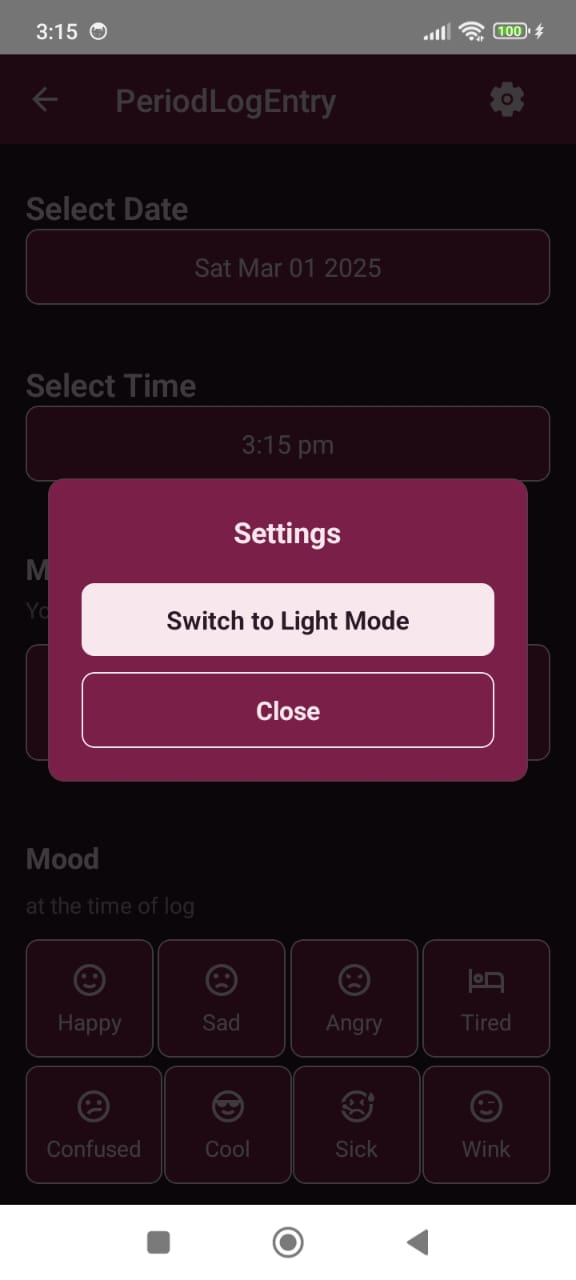 3:15
100
PeriodLogEntry
Select Date
Sat Mar 01 2025
Select Time
3:15 pm
Settings
Switch to Light Mode
Close
Mood
at the time of log
Happy
Sad
Angry
Tired
Confused
Cool
Sick
Wink